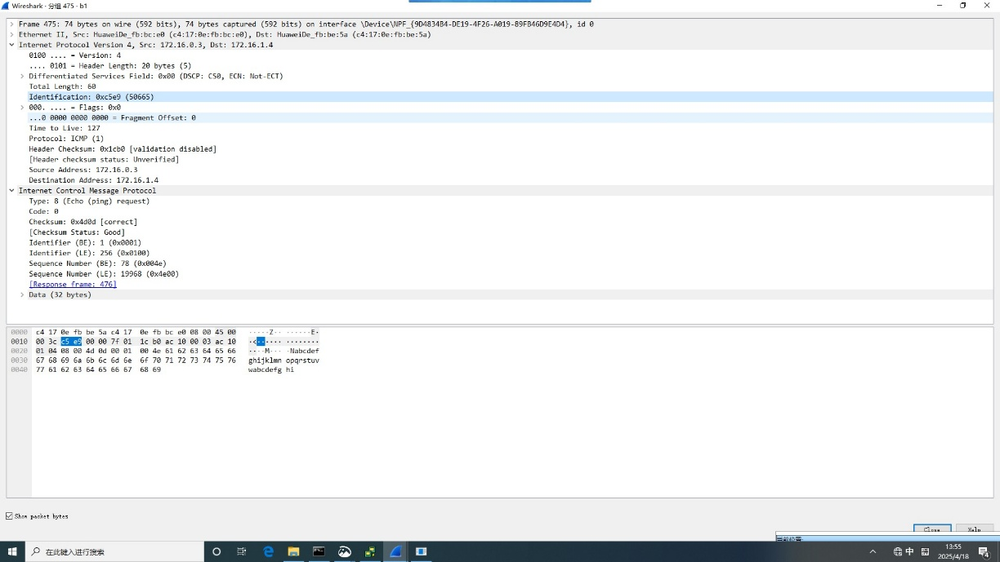 Wireshark · 分组 475 · b1
Frame 475: 74 bytes on wire (592 bits), 74 bytes captured (592 bits) on interface \Device\NPF_{9D4834B4-DE19-4F26-A019-89FB46D9E4D4}, id 0
Ethernet II, Src: HuaweiDe_fb:bc:e0 (c4:17:0e:fb:bc:e0), Dst: HuaweiDe_fb:be:5a (c4:17:0e:fb:be:5a)
Internet Protocol Version 4, Src: 172.16.0.3, Dst: 172.16.1.4
0100 .... = Version: 4
.... 0101 = Header Length: 20 bytes (5)
Differentiated Services Field: 0x00 (DSCP: CS0, ECN: Not-ECT)
Total Length: 60
Identification: 0xc5e9 (50665)
000. .... = Flags: 0x0
...0 0000 0000 0000 = Fragment Offset: 0
Time to Live: 127
Protocol: ICMP (1)
Header Checksum: 0x1cb0 [validation disabled]
[Header checksum status: Unverified]
Source Address: 172.16.0.3
Destination Address: 172.16.1.4
Internet Control Message Protocol
Type: 8 (Echo (ping) request)
Code: 0
Checksum: 0x4d0d [correct]
[Checksum Status: Good]
Identifier (BE): 1 (0x0001)
Identifier (LE): 256 (0x0100)
Sequence Number (BE): 78 (0x004e)
Sequence Number (LE): 19968 (0x4e00)
[Response frame: 476]
Data (32 bytes)
0000 c4 17 0e fb be 5a c4 17 0e fb bc e0 08 00 45 00 ·····Z·· ······E·
0010 00 3c c5 e9 00 00 7f 01 1c b0 ac 10 00 03 ac 10 ·<······ ········
0020 01 04 08 00 4d 0d 00 01 00 4e 61 62 63 64 65 66 ····M··· ·Nabcdef
0030 67 68 69 6a 6b 6c 6d 6e 6f 70 71 72 73 74 75 76 ghijklmn opqrstuv
0040 77 61 62 63 64 65 66 67 68 69 wabcdefg hi
Show packet bytes
Close Help
当前位置:
在此键入进行搜索
中
13:55
2025/4/18
4